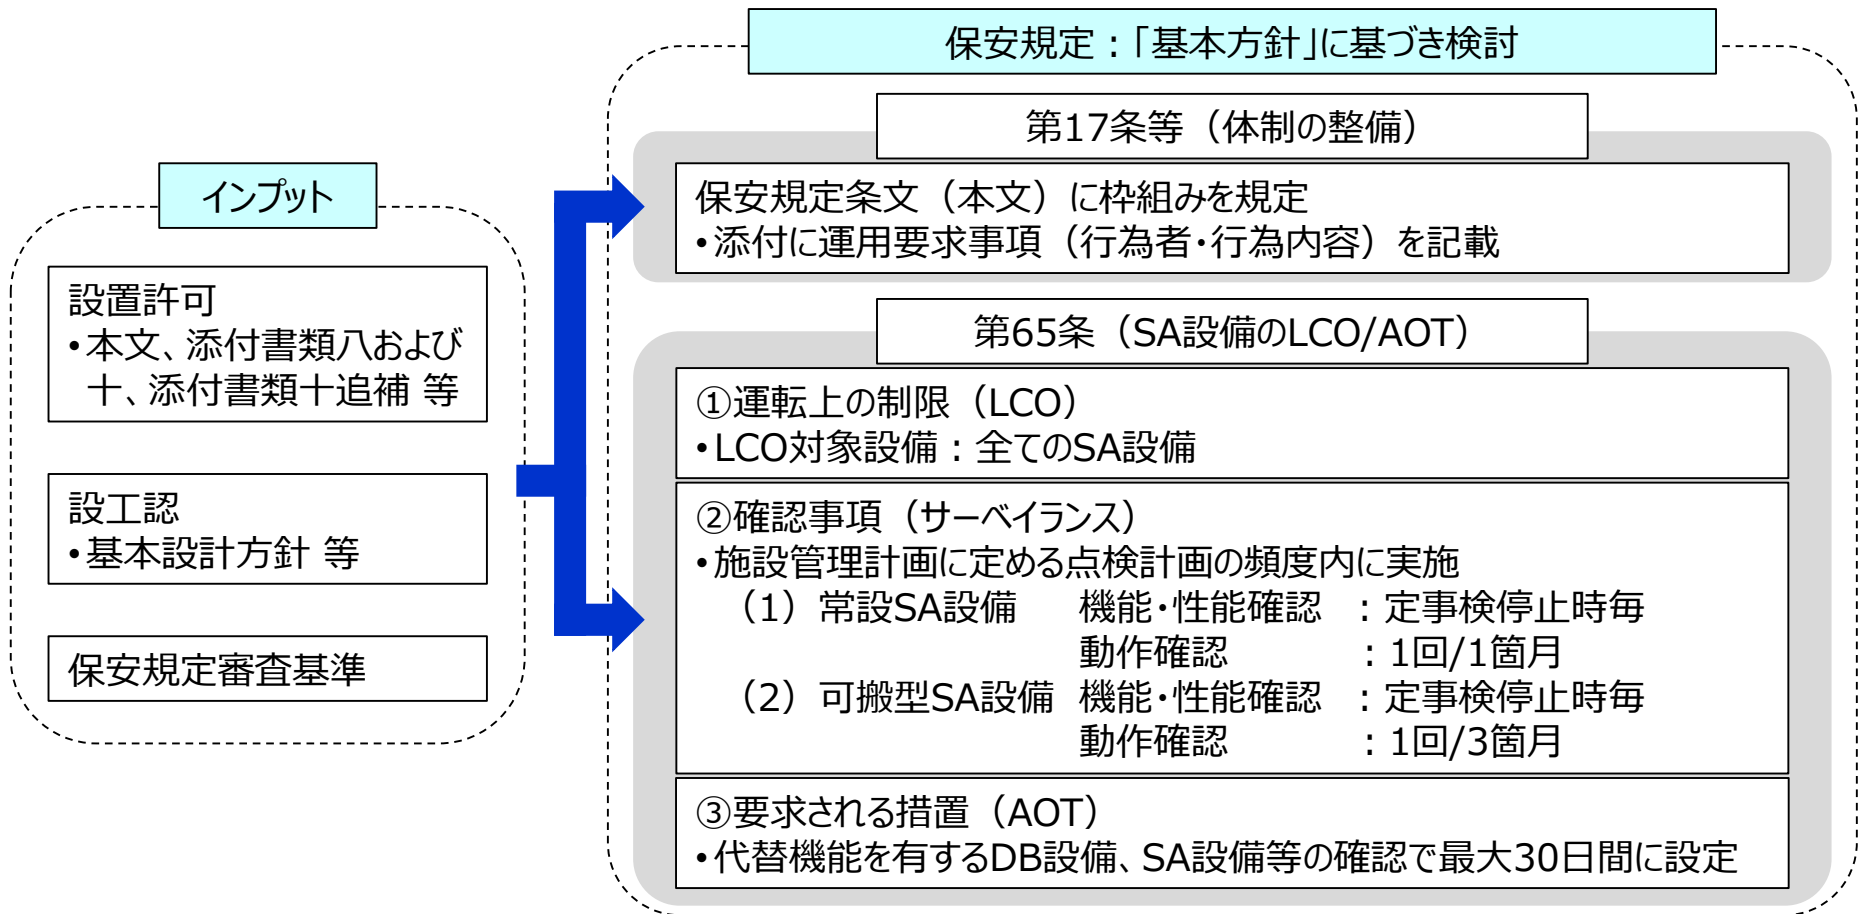 インプット
設置許可
•本文、添付書類八および
十、添付書類十追補 等
設工認
•基本設計方針 等
保安規定審査基準
保安規定：「基本方針」に基づき検討
第17条等（体制の整備）
保安規定条文（本文）に枠組みを規定
•添付に運用要求事項（行為者・行為内容）を記載
第65条（SA設備のLCO/AOT）
①運転上の制限（LCO）
•LCO対象設備：全てのSA設備
②確認事項（サーベイランス）
•施設管理計画に定める点検計画の頻度内に実施
（1）常設SA設備 機能・性能確認 ：定事検停止時毎
動作確認 ：1回/1箇月
（2）可搬型SA設備 機能・性能確認 ：定事検停止時毎
動作確認 ：1回/3箇月
③要求される措置（AOT）
•代替機能を有するDB設備、SA設備等の確認で最大30日間に設定